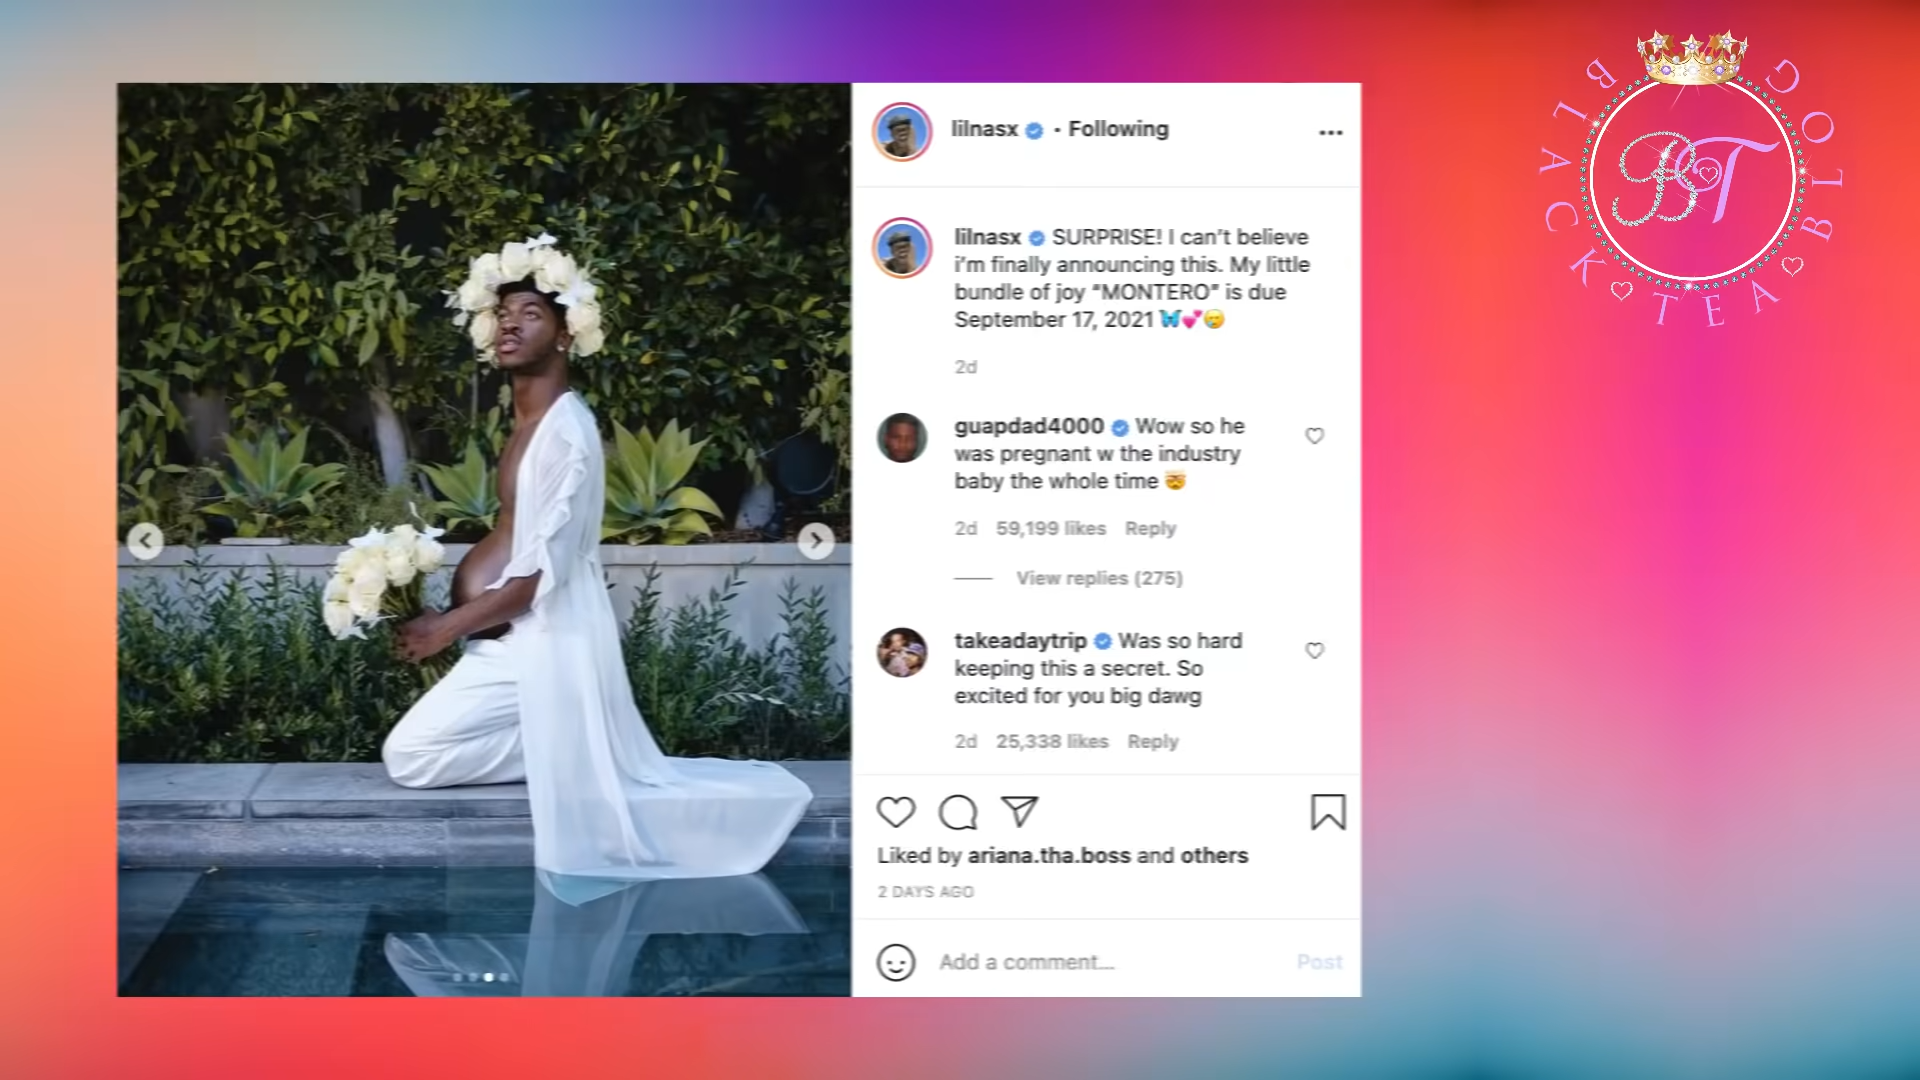 lilnasx • Following
lilnasx SURPRISE! I can't believe
i'm finally announcing this. My little
bundle of joy "MONTERO" is due
September 17, 2021 🦋💕🥲
2d
guapdad4000 Wow so he
was pregnant w the industry
baby the whole time 🤯
2d 59,199 likes Reply
View replies (275)
takeadaytrip Was so hard
keeping this a secret. So
excited for you big dawg
2d 25,338 likes Reply
Liked by ariana.tha.boss and others
2 DAYS AGO
Add a comment... Post
BLACK♡TEA♡BLOG
BT